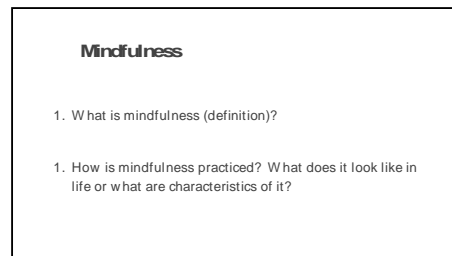 Mindfulness
1. What is mindfulness (definition)?
1. How is mindfulness practiced? What does it look like in
life or what are characteristics of it?